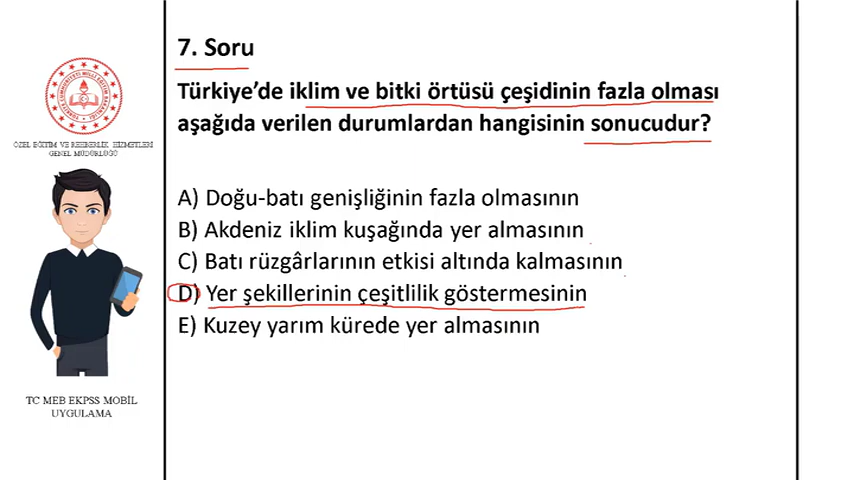 7. Soru
Türkiye'de iklim ve bitki örtüsü çeşidinin fazla olması
aşağıda verilen durumlardan hangisinin sonucudur?
A) Doğu-batı genişliğinin fazla olmasının
B) Akdeniz iklim kuşağında yer almasının
C) Batı rüzgârlarının etkisi altında kalmasının
D) Yer şekillerinin çeşitlilik göstermesinin
E) Kuzey yarım kürede yer almasının
ÖZEL EĞİTİM VE REHBERLİK HİZMETLERİ
GENEL MÜDÜRLÜĞÜ
TC MEB EKPSS MOBİL
UYGULAMA